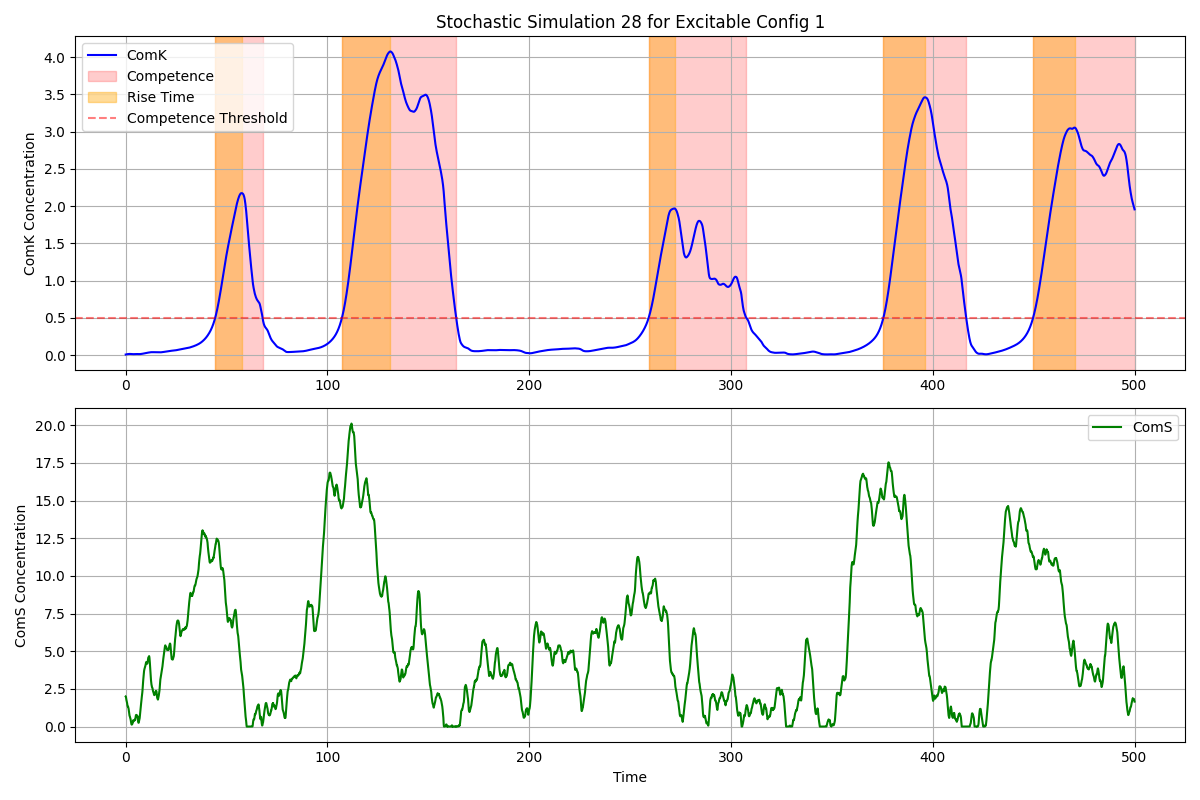 Stochastic Simulation 28 for Excitable Config 1
ComK
Competence
Rise Time
Competence Threshold
ComK Concentration
4.0
3.5
3.0
2.5
2.0
1.5
1.0
0.5
0.0
0 100 200 300 400 500
ComS
ComS Concentration
20.0
17.5
15.0
12.5
10.0
7.5
5.0
2.5
0.0
0 100 200 300 400 500
Time